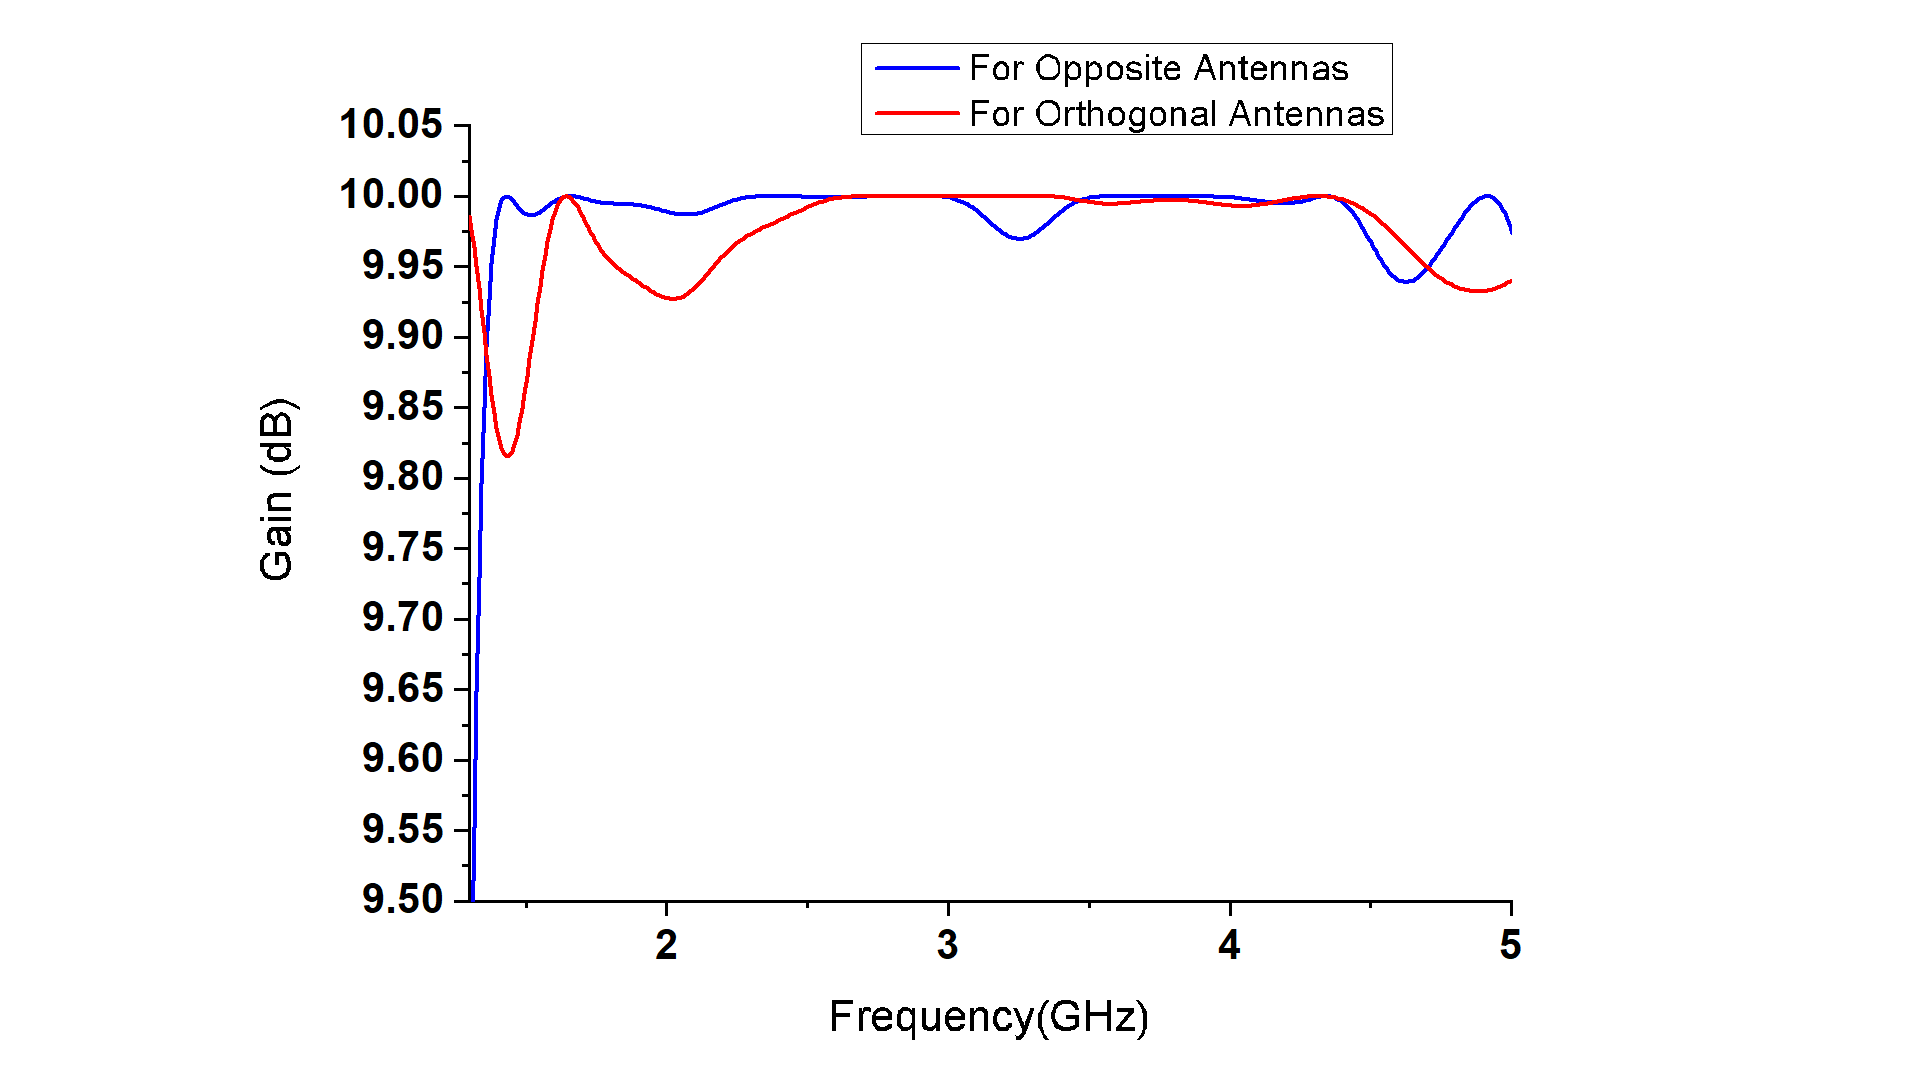 For Opposite Antennas
For Orthogonal Antennas
10.05
10.00
9.95
9.90
9.85
9.80
9.75
9.70
9.65
9.60
9.55
9.50
Gain (dB)
2 3 4 5
Frequency(GHz)